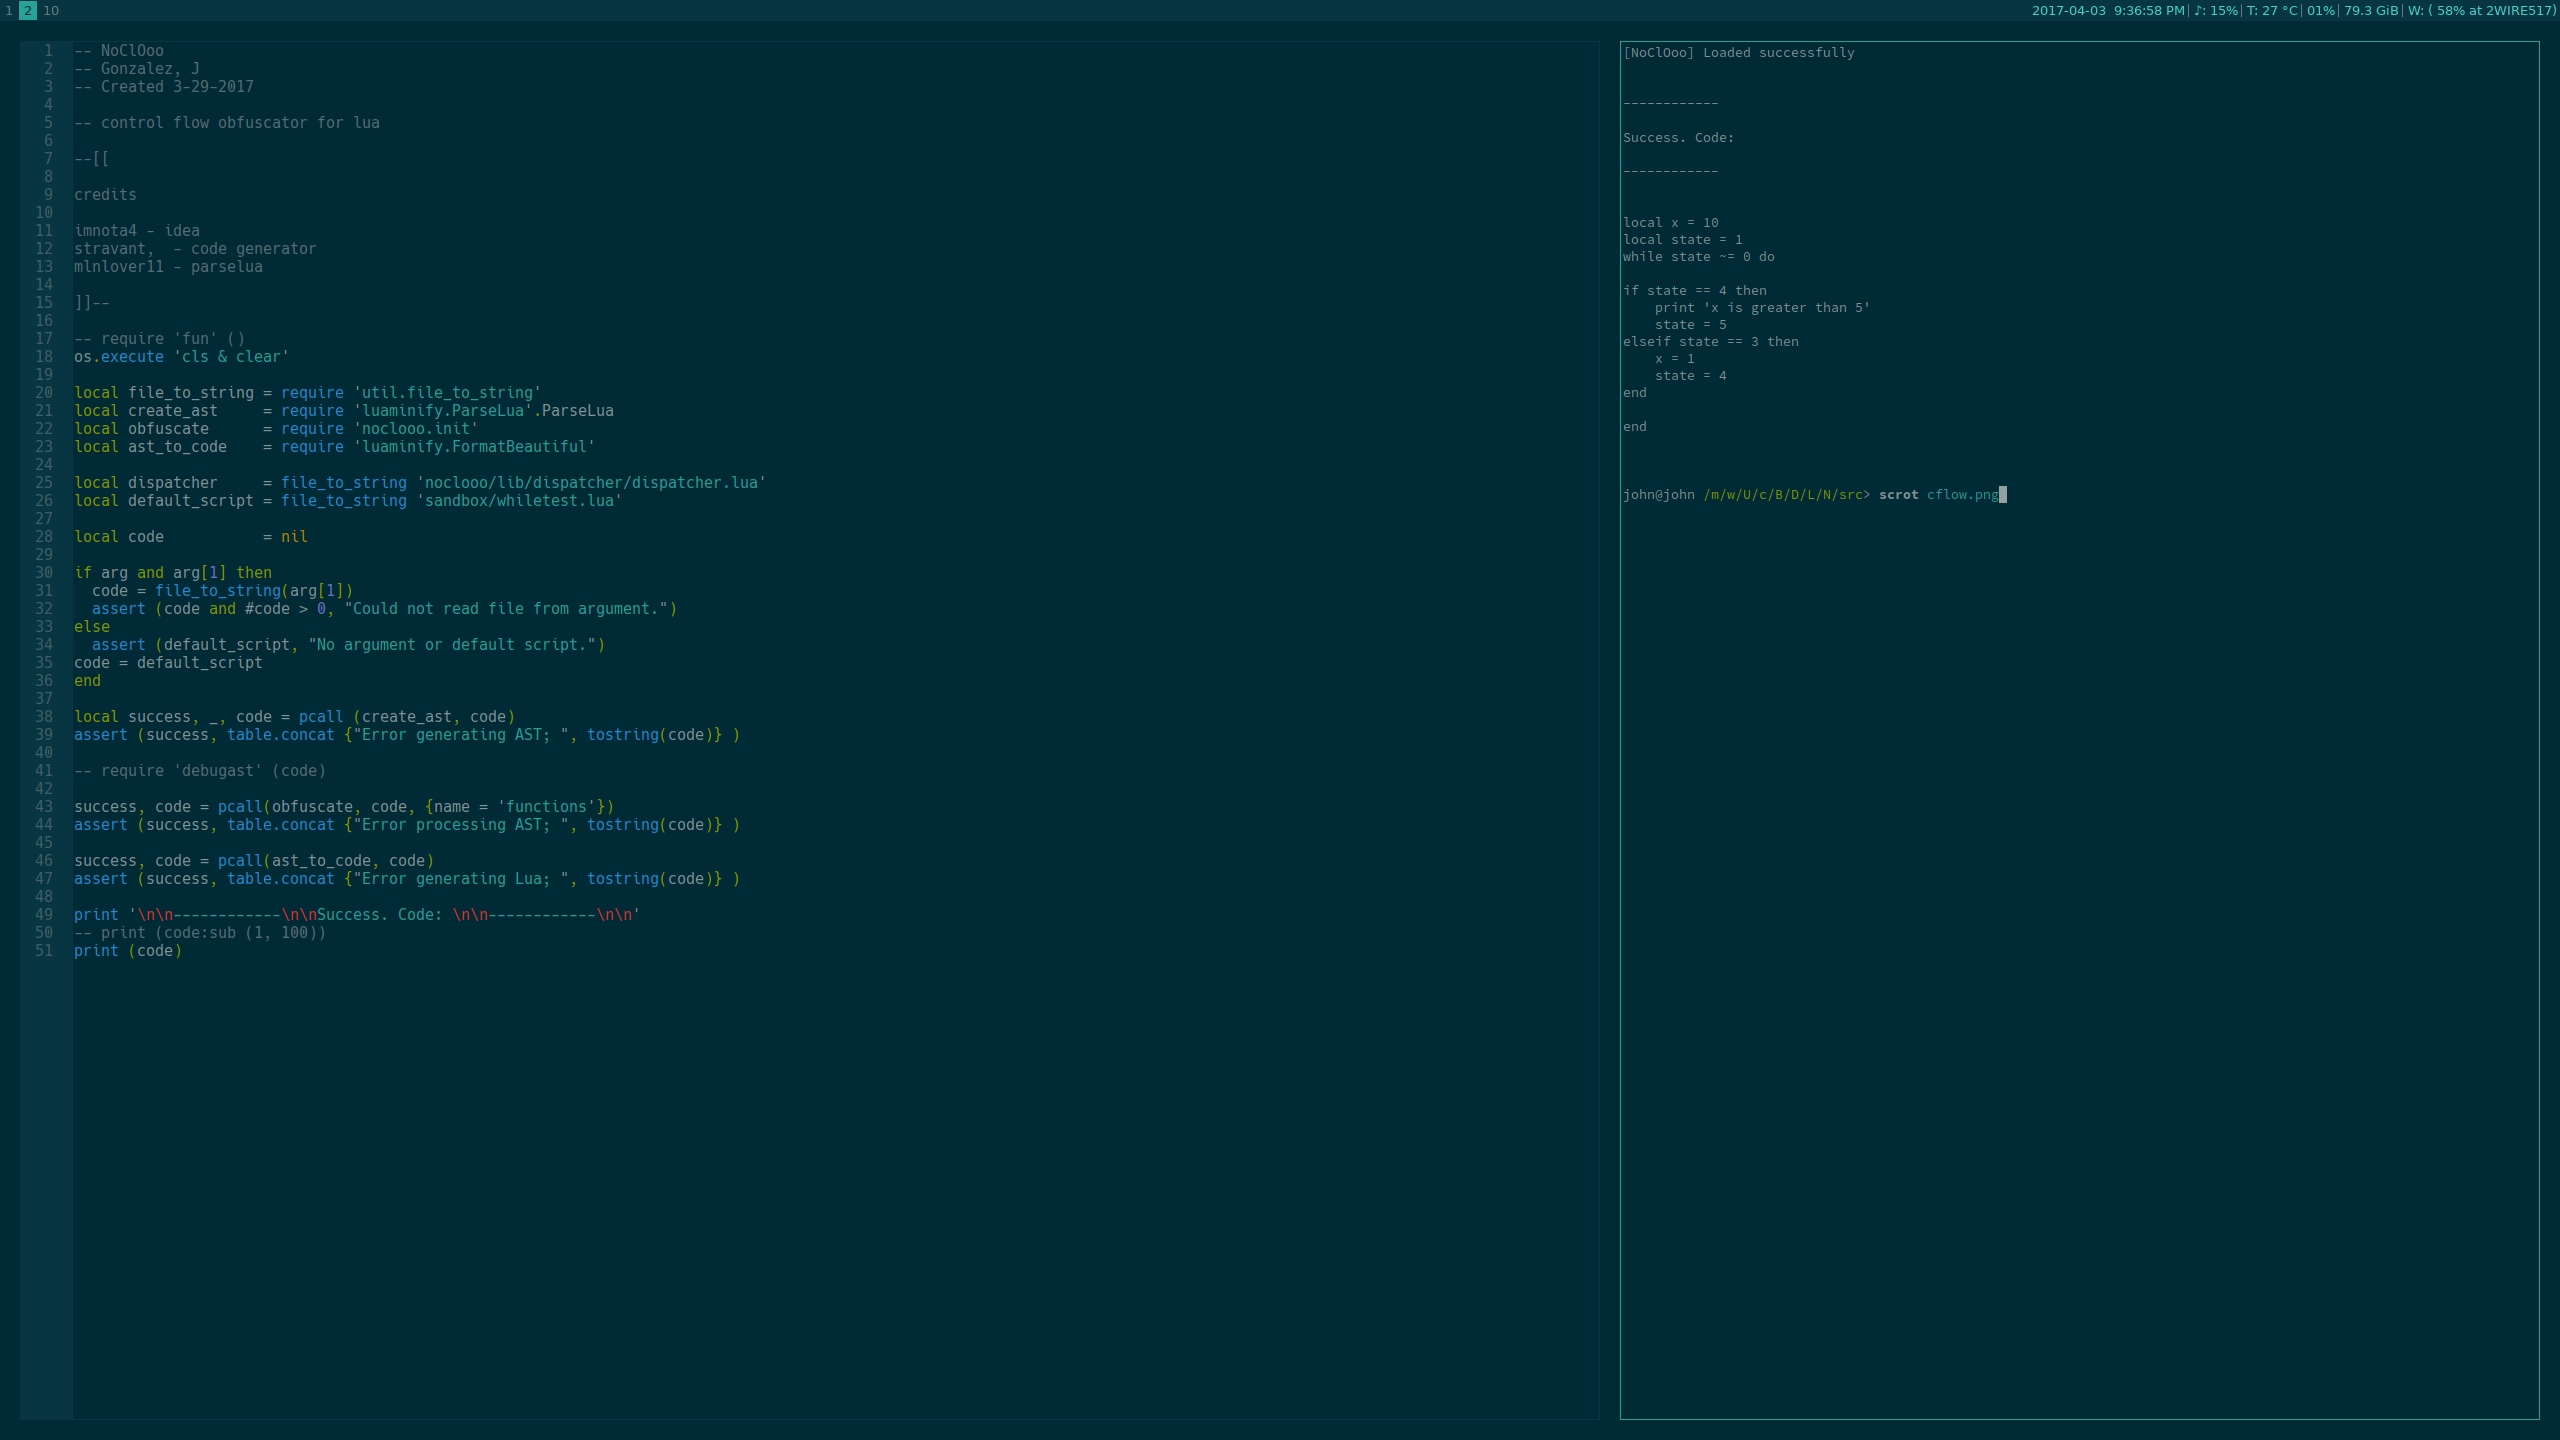 1 2 10
2017-04-03 9:36:58 PM| ♪: 15%| T: 27 °C| 01%| 79.3 GiB| W: ( 58% at 2WIRE517)
1 -- NoClOoo
2 -- Gonzalez, J
3 -- Created 3-29-2017
4
5 -- control flow obfuscator for lua
6
7 --[[
8
9 credits
10
11 imnota4 - idea
12 stravant,  - code generator
13 mlnlover11 - parselua
14
15 ]]--
16
17 -- require 'fun' ()
18 os.execute 'cls & clear'
19
20 local file_to_string = require 'util.file_to_string'
21 local create_ast     = require 'luaminify.ParseLua'.ParseLua
22 local obfuscate      = require 'noclooo.init'
23 local ast_to_code    = require 'luaminify.FormatBeautiful'
24
25 local dispatcher     = file_to_string 'noclooo/lib/dispatcher/dispatcher.lua'
26 local default_script = file_to_string 'sandbox/whiletest.lua'
27
28 local code           = nil
29
30 if arg and arg[1] then
31   code = file_to_string(arg[1])
32   assert (code and #code > 0, "Could not read file from argument.")
33 else
34   assert (default_script, "No argument or default script.")
35 code = default_script
36 end
37
38 local success, _, code = pcall (create_ast, code)
39 assert (success, table.concat {"Error generating AST; ", tostring(code)} )
40
41 -- require 'debugast' (code)
42
43 success, code = pcall(obfuscate, code, {name = 'functions'})
44 assert (success, table.concat {"Error processing AST; ", tostring(code)} )
45
46 success, code = pcall(ast_to_code, code)
47 assert (success, table.concat {"Error generating Lua; ", tostring(code)} )
48
49 print '\n\n------------\n\nSuccess. Code: \n\n------------\n\n'
50 -- print (code:sub (1, 100))
51 print (code)
[NoClOoo] Loaded successfully
------------
Success. Code:
------------
local x = 10
local state = 1
while state ~= 0 do
if state == 4 then
    print 'x is greater than 5'
    state = 5
elseif state == 3 then
    x = 1
    state = 4
end
end
john@john /m/w/U/c/B/D/L/N/src> scrot cflow.png